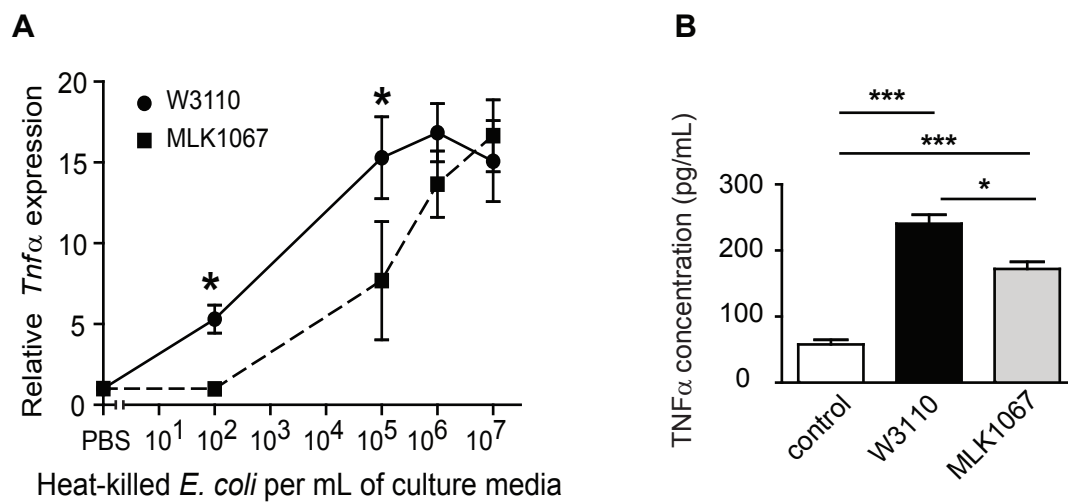 A
Relative Tnfα expression
20
15
10
5
0
W3110
MLK1067
*
*
PBS 10¹ 10² 10³ 10⁴ 10⁵ 10⁶ 10⁷
Heat-killed E. coli per mL of culture media
B
TNFα concentration (pg/mL)
***
***
*
300
200
100
0
control
W3110
MLK1067